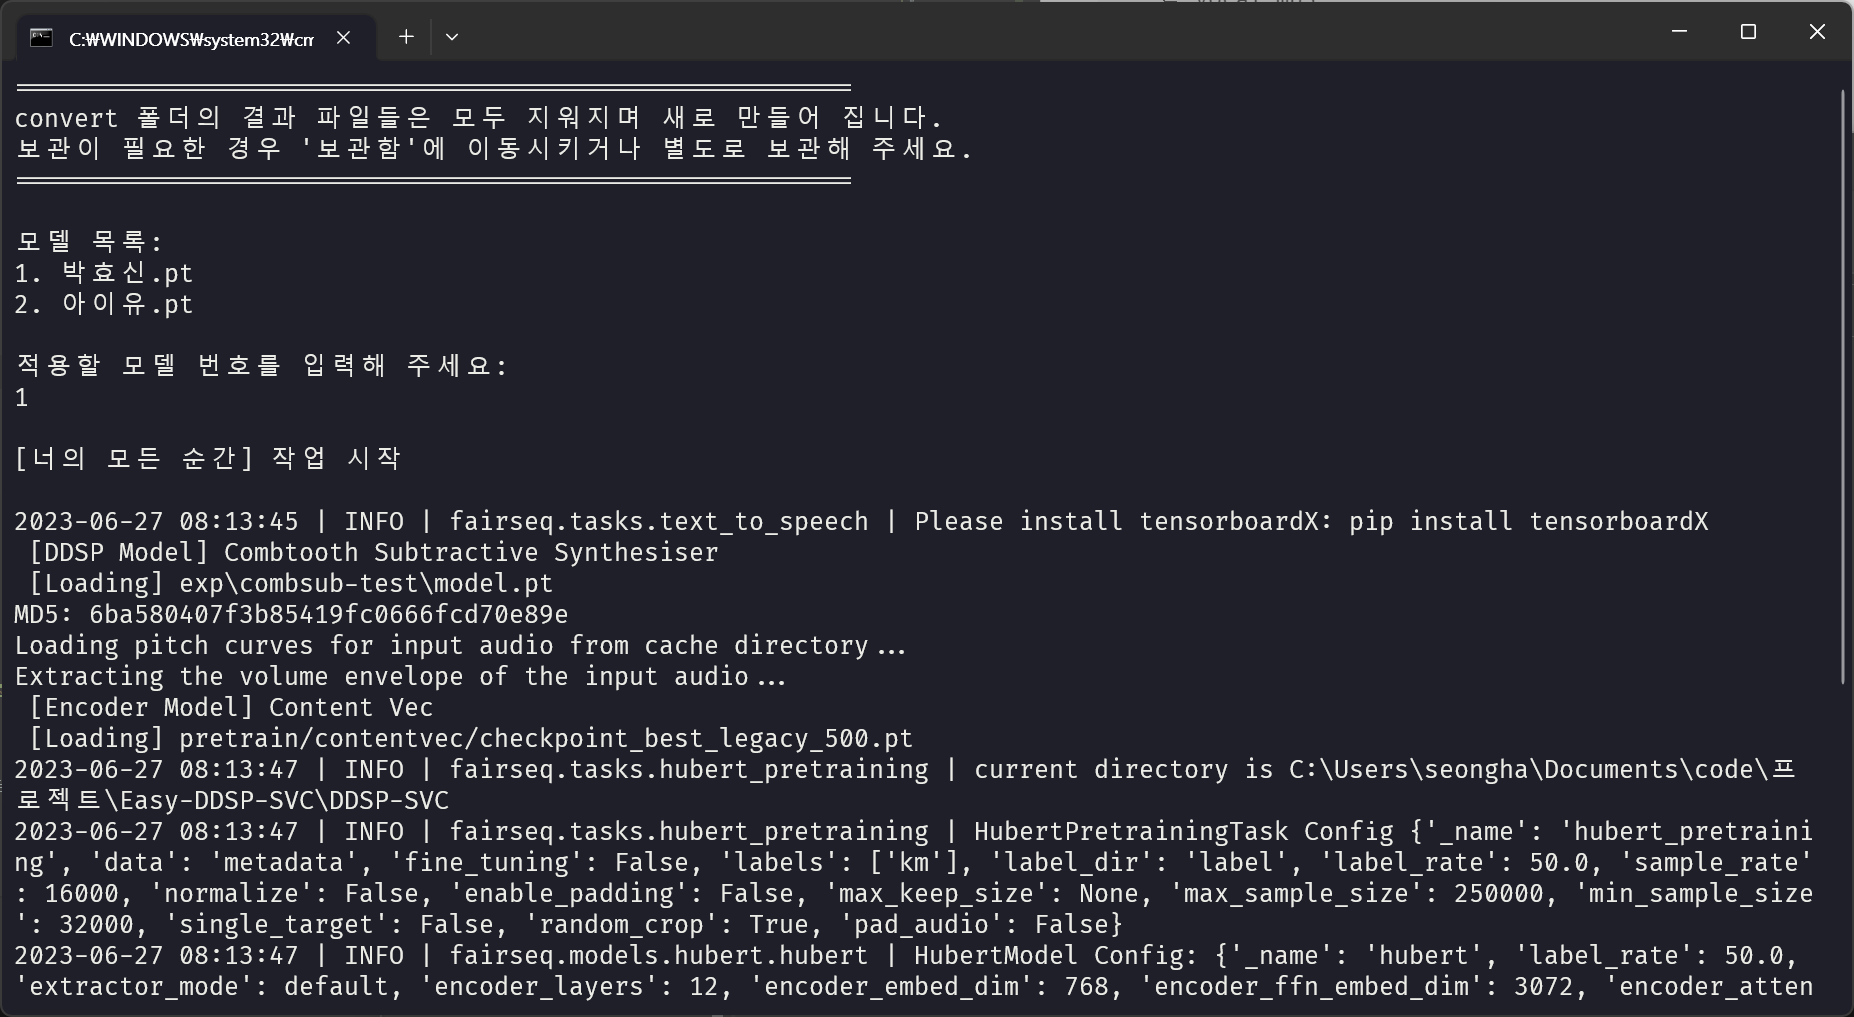 C:₩WINDOWS₩system32₩cm
convert 폴더의 결과 파일들은 모두 지워지며 새로 만들어 집니다.
보관이 필요한 경우 '보관함'에 이동시키거나 별도로 보관해 주세요.
모델 목록:
1. 박효신.pt
2. 아이유.pt
적용할 모델 번호를 입력해 주세요:
1
[너의 모든 순간] 작업 시작
2023-06-27 08:13:45 | INFO | fairseq.tasks.text_to_speech | Please install tensorboardX: pip install tensorboardX
[DDSP Model] Combtooth Subtractive Synthesiser
[Loading] exp\combsub-test\model.pt
MD5: 6ba580407f3b85419fc0666fcd70e89e
Loading pitch curves for input audio from cache directory...
Extracting the volume envelope of the input audio...
[Encoder Model] Content Vec
[Loading] pretrain/contentvec/checkpoint_best_legacy_500.pt
2023-06-27 08:13:47 | INFO | fairseq.tasks.hubert_pretraining | current directory is C:\Users\seongha\Documents\code\프
로젝트\Easy-DDSP-SVC\DDSP-SVC
2023-06-27 08:13:47 | INFO | fairseq.tasks.hubert_pretraining | HubertPretrainingTask Config {'_name': 'hubert_pretraini
ng', 'data': 'metadata', 'fine_tuning': False, 'labels': ['km'], 'label_dir': 'label', 'label_rate': 50.0, 'sample_rate'
: 16000, 'normalize': False, 'enable_padding': False, 'max_keep_size': None, 'max_sample_size': 250000, 'min_sample_size
': 32000, 'single_target': False, 'random_crop': True, 'pad_audio': False}
2023-06-27 08:13:47 | INFO | fairseq.models.hubert.hubert | HubertModel Config: {'_name': 'hubert', 'label_rate': 50.0,
'extractor_mode': default, 'encoder_layers': 12, 'encoder_embed_dim': 768, 'encoder_ffn_embed_dim': 3072, 'encoder_atten